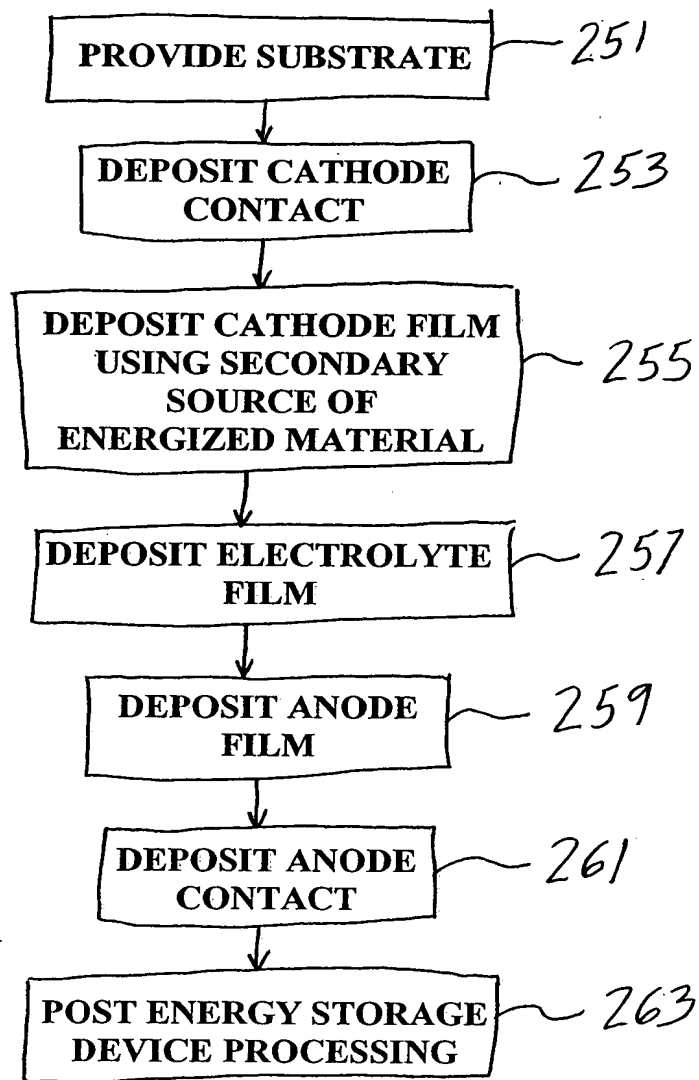 PROVIDE SUBSTRATE
251
DEPOSIT CATHODE
CONTACT
253
DEPOSIT CATHODE FILM
USING SECONDARY
SOURCE OF
ENERGIZED MATERIAL
255
DEPOSIT ELECTROLYTE
FILM
257
DEPOSIT ANODE
FILM
259
DEPOSIT ANODE
CONTACT
261
POST ENERGY STORAGE
DEVICE PROCESSING
263